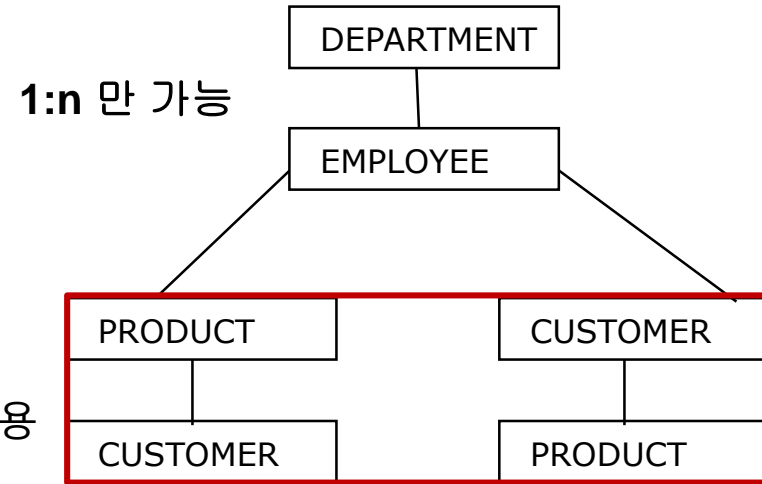 DEPARTMENT
1:n 만 가능
EMPLOYEE
PRODUCT
CUSTOMER
CUSTOMER
PRODUCT